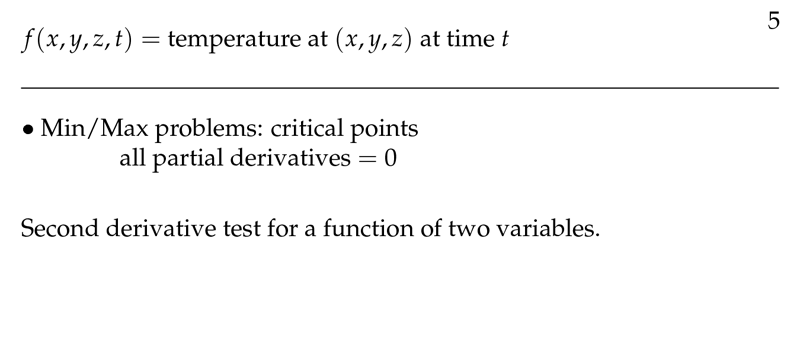 5
f(x, y, z, t) = temperature at (x, y, z) at time t
• Min/Max problems: critical points
all partial derivatives = 0
Second derivative test for a function of two variables.